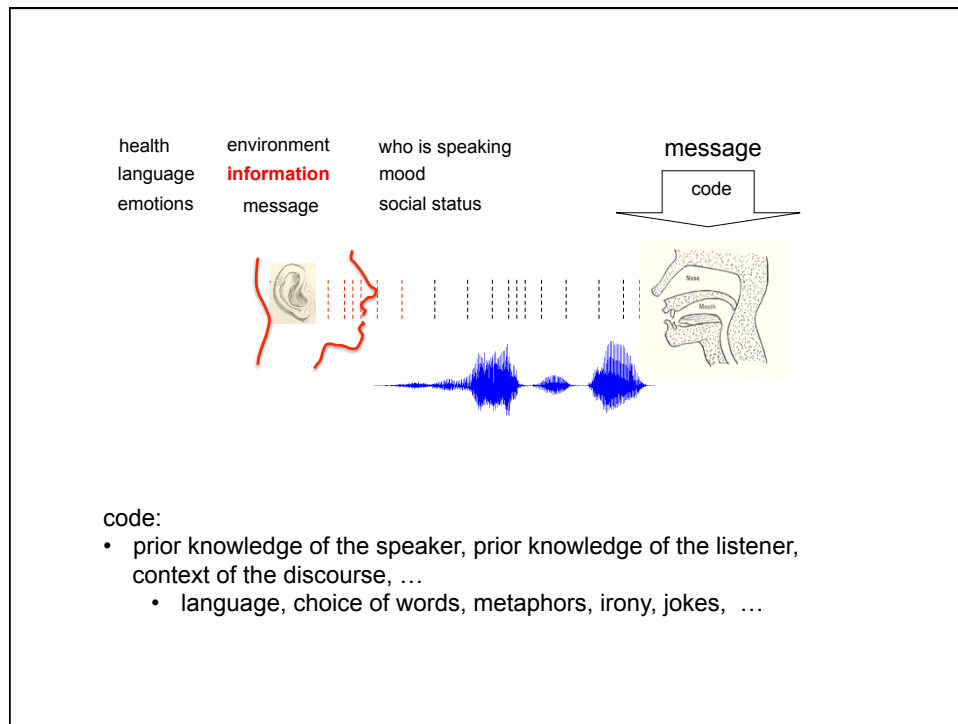 health environment who is speaking
language information mood
emotions message social status
message
code
Nose
Mouth
code:
• prior knowledge of the speaker, prior knowledge of the listener,
context of the discourse, …
• language, choice of words, metaphors, irony, jokes, …